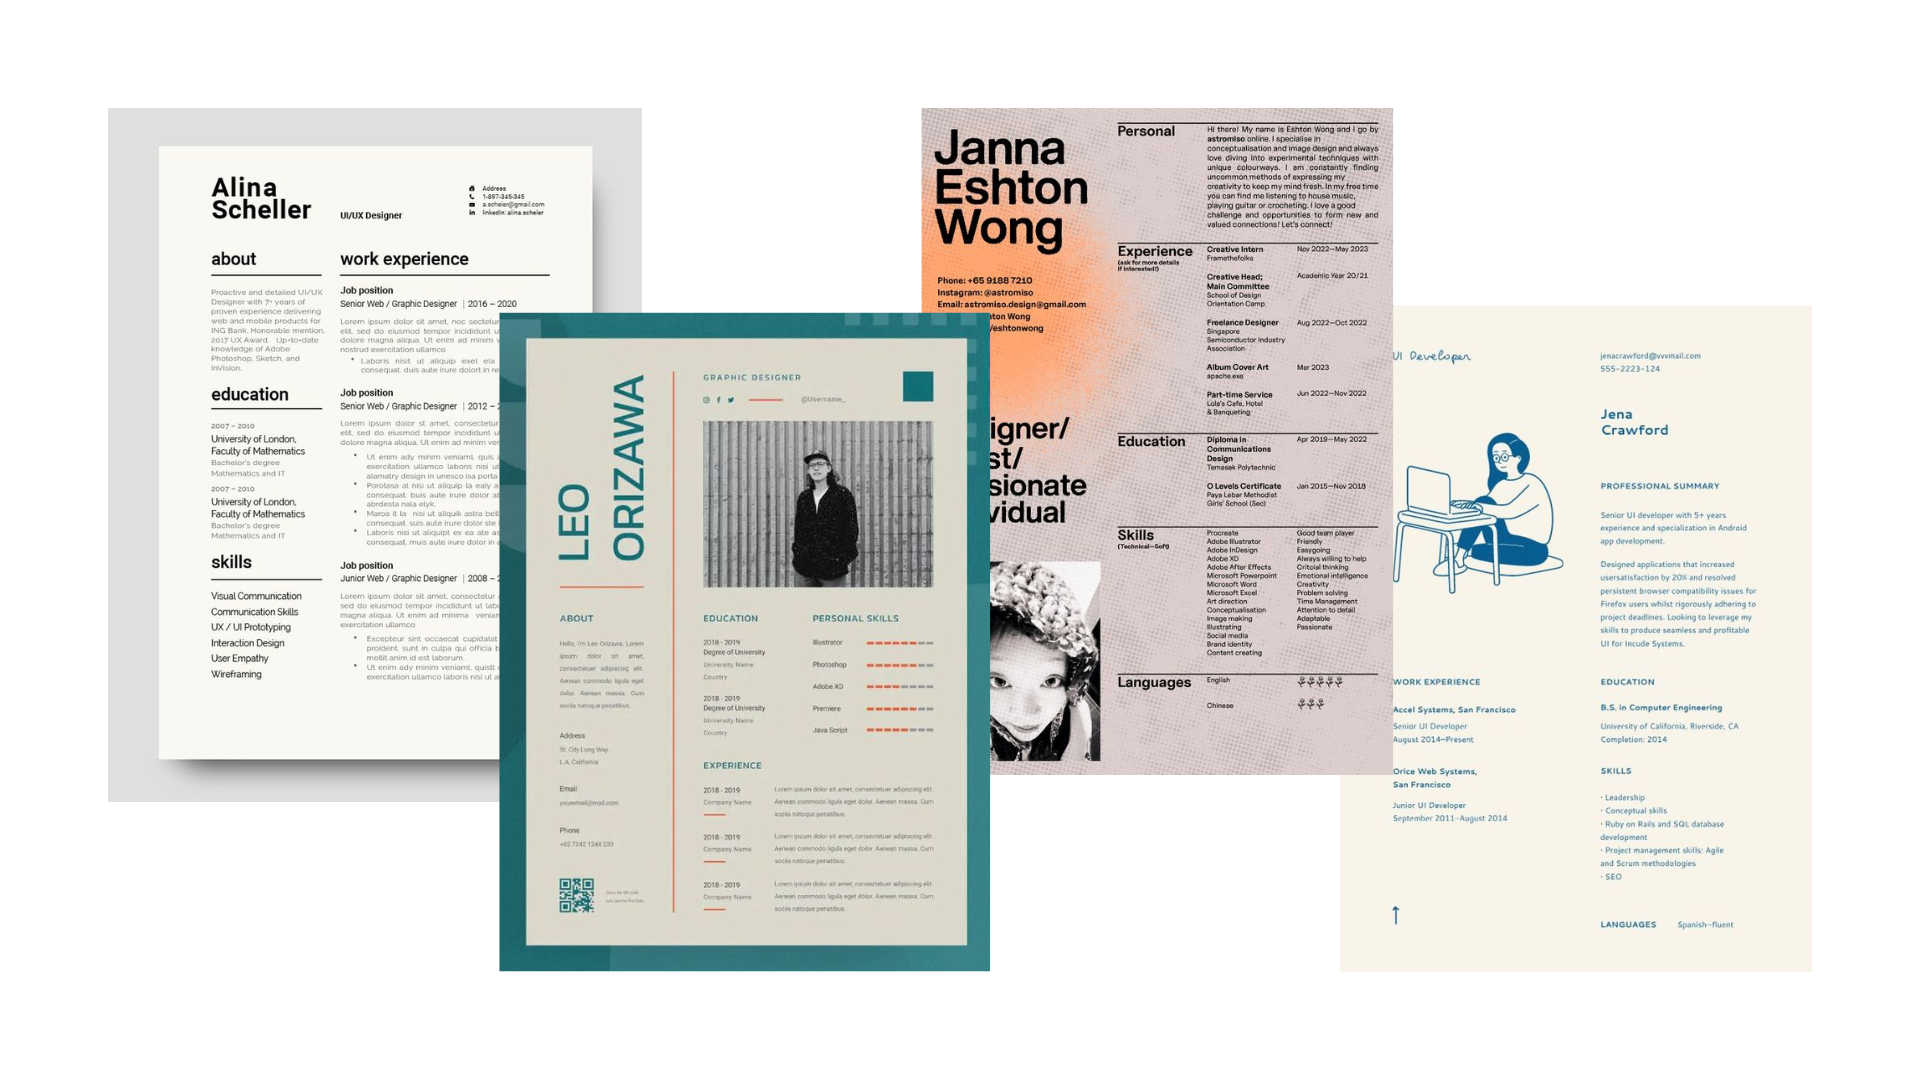 Alina
Scheller
UI/UX Designer
Address
1-897-345-345
a.scheler@gmail.com
linkedIn: alina.scheler
about
Proactive and detailed UI/UX
Designer with 7+ years of
proven experience delivering
web and mobile products for
ING Bank. Honorable mention,
2017 UX Award. Up-to-date
knowledge of Adobe
Photoshop, Sketch, and
InVision.
education
2007 – 2010
University of London,
Faculty of Mathematics
Bachelor's degree
Mathematics and IT
2007 – 2010
University of London,
Faculty of Mathematics
Bachelor's degree
Mathematics and IT
skills
Visual Communication
Communication Skills
UX / UI Prototyping
Interaction Design
User Empathy
Wireframing
work experience
Job position
Senior Web / Graphic Designer | 2016 – 2020
Lorem ipsum dolor sit amet, noc
elit, sed do eiusmod tempor incididunt
dolore magna aliqua. Ut enim ad minim
nostrud exercitation ullamco
• Laboris nisit ut aliquip exel ela
consequat. duis aute irure dolort in
Job position
Senior Web / Graphic Designer | 2012 –
Lorem ipsum dolor sit amet, consectetur
elit, sed do eiusmod tempor incididunt
dolore magna aliqua. Ut enim ad minim
• Ut enim ady minim veniaml, quis
exercitation ullamco laboris nisi
alamatry design in unesco isa porta
• Porolasa al nisi ut aliquip ta ealy
consequat. buis aute irure dolor
abdesta nala elyk.
• Maroa it la nisi ut aliquik astra
consequat. suis aute irure dolor ste
• Laboris nisi ut aliquipt ex ea ate
consequat. muis aute irure dolor in
Job position
Junior Web / Graphic Designer | 2008 –
Lorem ipsum dolor sit amet, consectetur
sed do eiusmod tempor incididunt ut
magna aliqua. Ut enim ad minima
exercitation ullamco
• Excepteur sint occaecat cupidatat
proident. sunt in culpa qui officia
mollit anim id est laborum.
• Ut enim ady minim veniaml,
exercitation ullamco laboris nisi ut
LEO
ORIZAWA
GRAPHIC DESIGNER
@Username_
ABOUT
Hello, I'm Leo Orizawa. Lorem
ipsum dolor sit amet,
consectetuer adipiscing elit.
Aenean commodo ligula eget
dolor. Aenean massa. Cum
sociis natoque penatibus.
Address
St. City Long Way.
L.A, California
Email
youremail@mail.com
Phone
+62 7242 1244 230
EDUCATION
2018 - 2019
Degree of University
University Name
Country
2018 - 2019
Degree of University
University Name
Country
PERSONAL SKILLS
Illustrator
Photoshop
Adobe XD
Premiere
Java Script
EXPERIENCE
2018 - 2019
Company Name
Lorem ipsum dolor sit amet, consectetuer adipiscing elit.
Aenean commodo ligula eget dolor. Aenean massa. Cum
sociis natoque penatibus.
2018 - 2019
Company Name
Lorem ipsum dolor sit amet, consectetuer adipiscing elit.
Aenean commodo ligula eget dolor. Aenean massa. Cum
sociis natoque penatibus.
2018 - 2019
Company Name
Lorem ipsum dolor sit amet, consectetuer adipiscing elit.
Aenean commodo ligula eget dolor. Aenean massa. Cum
sociis natoque penatibus.
Janna
Eshton
Wong
Phone: +65 9188 7210
Instagram: @astromiso
Email: astromiso.design@gmail.com
nton Wong
/eshtonwong
igner/
st/
sionate
vidual
Personal
Hi there! My name is Eshton Wong and I go by
astromiso online. I specialise in
conceptualisation and image design and always
love diving into experimental techniques with
unique colourways. I am constantly finding
uncommon methods of expressing my
creativity to keep my mind fresh. In my free time
you can find me listening to house music,
playing guitar or crocheting. I love a good
challenge and opportunities to form new and
valued connections! Let's connect!
Experience
(ask for more details
if interested!)
Creative Intern
Framethefolks
Nov 2022—May 2023
Creative Head;
Main Committee
School of Design
Orientation Camp
Academic Year 20/21
Freelance Designer
Singapore
Semiconductor Industry
Association
Aug 2022—Oct 2022
Album Cover Art
apache.exe
Mar 2023
Part-time Service
Lola's Cafe, Hotel
& Banqueting
Jun 2022—Nov 2022
Education
Diploma in
Communications
Design
Temasek Polytechnic
Apr 2019—May 2022
O Levels Certificate
Paya Lebar Methodist
Girls' School (Sec)
Jan 2015—Nov 2018
Skills
(Technical—Soft)
Procreate
Adobe Illustrator
Adobe InDesign
Adobe XD
Adobe After Effects
Microsoft Powerpoint
Microsoft Word
Microsoft Excel
Art direction
Conceptualisation
Image making
Illustrating
Social media
Brand identity
Content creating
Good team player
Friendly
Easygoing
Always willing to help
Critcial thinking
Emotional intelligence
Creativity
Problem solving
Time Management
Attention to detail
Adaptable
Passionate
Languages
English
Chinese
UI Developer
jenacrawford@vvvmail.com
555-2223-124
Jena
Crawford
PROFESSIONAL SUMMARY
Senior UI developer with 5+ years
experience and specialization in Android
app development.
Designed applications that increased
usersatisfaction by 20% and resolved
persistent browser compatibility issues for
Firefox users whilst rigorously adhering to
project deadlines. Looking to leverage my
skills to produce seamless and profitable
UI for Incude Systems.
WORK EXPERIENCE
Accel Systems, San Francisco
Senior UI Developer
August 2014–Present
Orice Web Systems,
San Francisco
Junior UI Developer
September 2011–August 2014
EDUCATION
B.S. in Computer Engineering
University of California, Riverside, CA
Completion: 2014
SKILLS
· Leadership
· Conceptual skills
· Ruby on Rails and SQL database
development
· Project management skills: Agile
and Scrum methodologies
· SEO
LANGUAGES Spanish–fluent